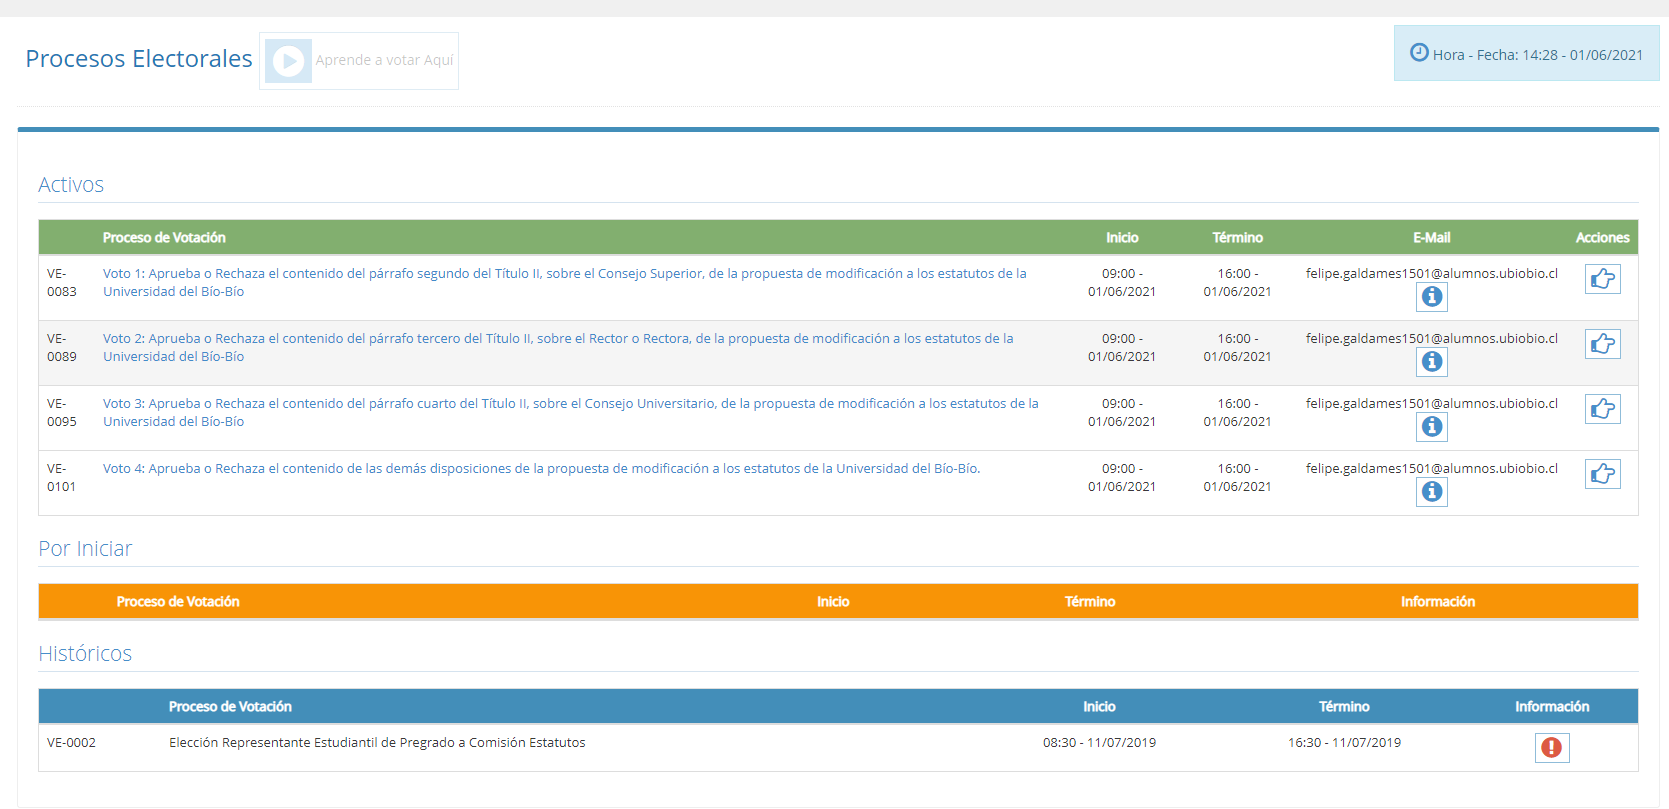 Procesos Electorales
Aprende a votar Aquí
Hora - Fecha: 14:28 - 01/06/2021
Activos
Proceso de Votación Inicio Término E-Mail Acciones
VE-0083 Voto 1: Aprueba o Rechaza el contenido del párrafo segundo del Título II, sobre el Consejo Superior, de la propuesta de modificación a los estatutos de la
Universidad del Bío-Bío
09:00 -
01/06/2021
16:00 -
01/06/2021
felipe.galdames1501@alumnos.ubiobio.cl
VE-0089 Voto 2: Aprueba o Rechaza el contenido del párrafo tercero del Título II, sobre el Rector o Rectora, de la propuesta de modificación a los estatutos de la
Universidad del Bío-Bío
09:00 -
01/06/2021
16:00 -
01/06/2021
felipe.galdames1501@alumnos.ubiobio.cl
VE-0095 Voto 3: Aprueba o Rechaza el contenido del párrafo cuarto del Título II, sobre el Consejo Universitario, de la propuesta de modificación a los estatutos de la
Universidad del Bío-Bío
09:00 -
01/06/2021
16:00 -
01/06/2021
felipe.galdames1501@alumnos.ubiobio.cl
VE-0101 Voto 4: Aprueba o Rechaza el contenido de las demás disposiciones de la propuesta de modificación a los estatutos de la Universidad del Bío-Bío.
09:00 -
01/06/2021
16:00 -
01/06/2021
felipe.galdames1501@alumnos.ubiobio.cl
Por Iniciar
Proceso de Votación Inicio Término Información
Históricos
Proceso de Votación Inicio Término Información
VE-0002 Elección Representante Estudiantil de Pregrado a Comisión Estatutos 08:30 - 11/07/2019 16:30 - 11/07/2019